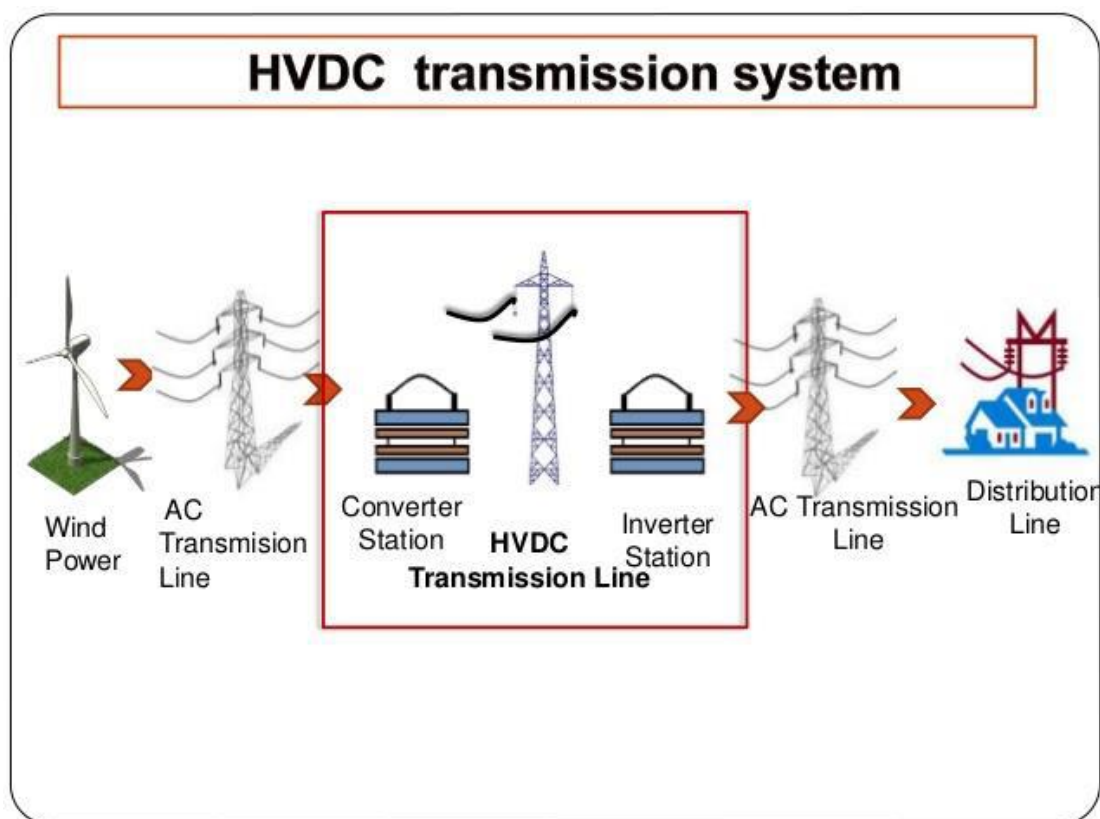 HVDC transmission system
Wind
Power
AC
Transmision
Line
Converter
Station
HVDC
Transmission Line
Inverter
Station
AC Transmission
Line
Distribution
Line